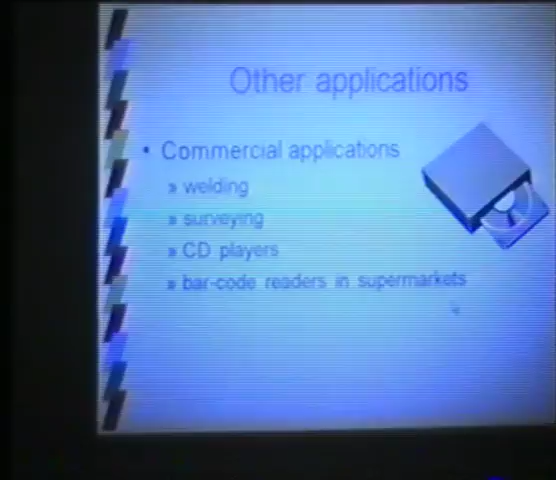 Other applications
• Commercial applications
» welding
» surveying
» CD players
» bar-code readers in supermarkets